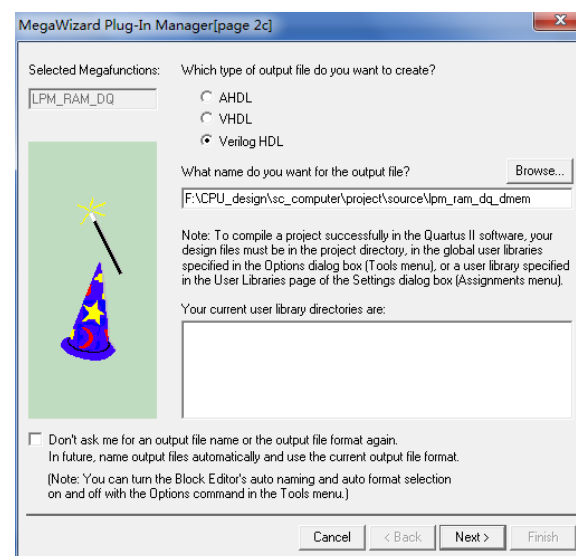 MegaWizard Plug-In Manager[page 2c]
Selected Megafunctions:
LPM_RAM_DQ
Which type of output file do you want to create?
AHDL
VHDL
Verilog HDL
What name do you want for the output file?
Browse...
F:\CPU_design\sc_computer\project\source\lpm_ram_dq_dmem
Note: To compile a project successfully in the Quartus II software, your
design files must be in the project directory, in the global user libraries
specified in the Options dialog box (Tools menu), or a user library specified
in the User Libraries page of the Settings dialog box (Assignments menu).
Your current user library directories are:
Don't ask me for an output file name or the output file format again.
In future, name output files automatically and use the current output file format.
(Note: You can turn the Block Editor's auto naming and auto format selection
on and off with the Options command in the Tools menu.)
Cancel
< Back
Next >
Finish